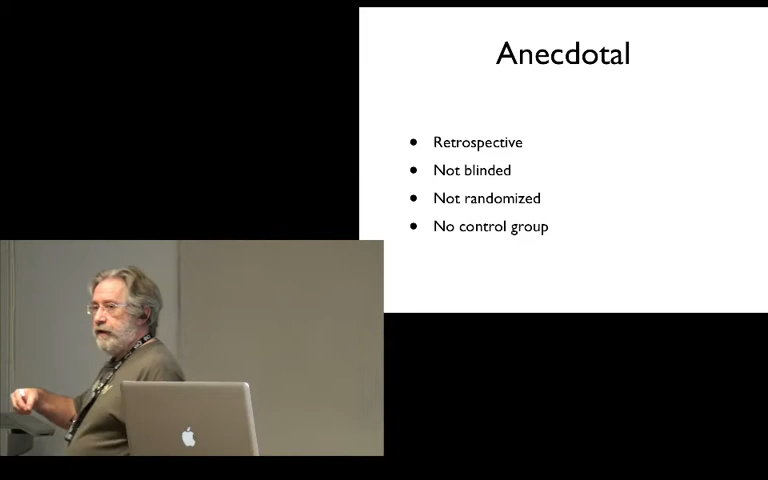 Anecdotal
Retrospective
Not blinded
Not randomized
No control group